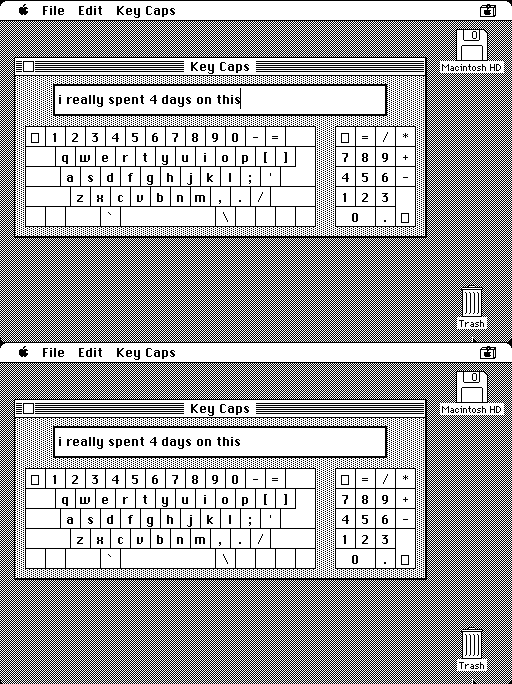 File Edit Key Caps
Macintosh HD
Key Caps
i really spent 4 days on this
1 2 3 4 5 6 7 8 9 0 - = = / *
q w e r t y u i o p [ ] 7 8 9 +
a s d f g h j k l ; ' 4 5 6 -
z x c v b n m , . / 1 2 3
` \ 0 .
Trash
File Edit Key Caps
Macintosh HD
Key Caps
i really spent 4 days on this
1 2 3 4 5 6 7 8 9 0 - = = / *
q w e r t y u i o p [ ] 7 8 9 +
a s d f g h j k l ; ' 4 5 6 -
z x c v b n m , . / 1 2 3
` \ 0 .
Trash